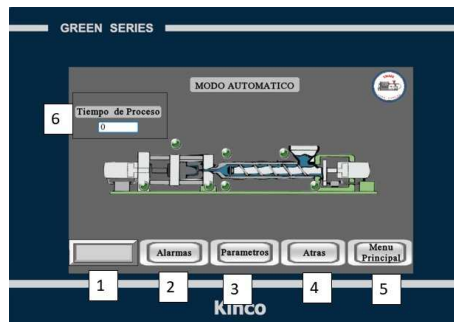 GREEN SERIES
MODO AUTOMATICO
6
Tiempo de Proceso
0
Alarmas
Parametros
Atras
Menu
Principal
1
2
3
4
5
Kinco